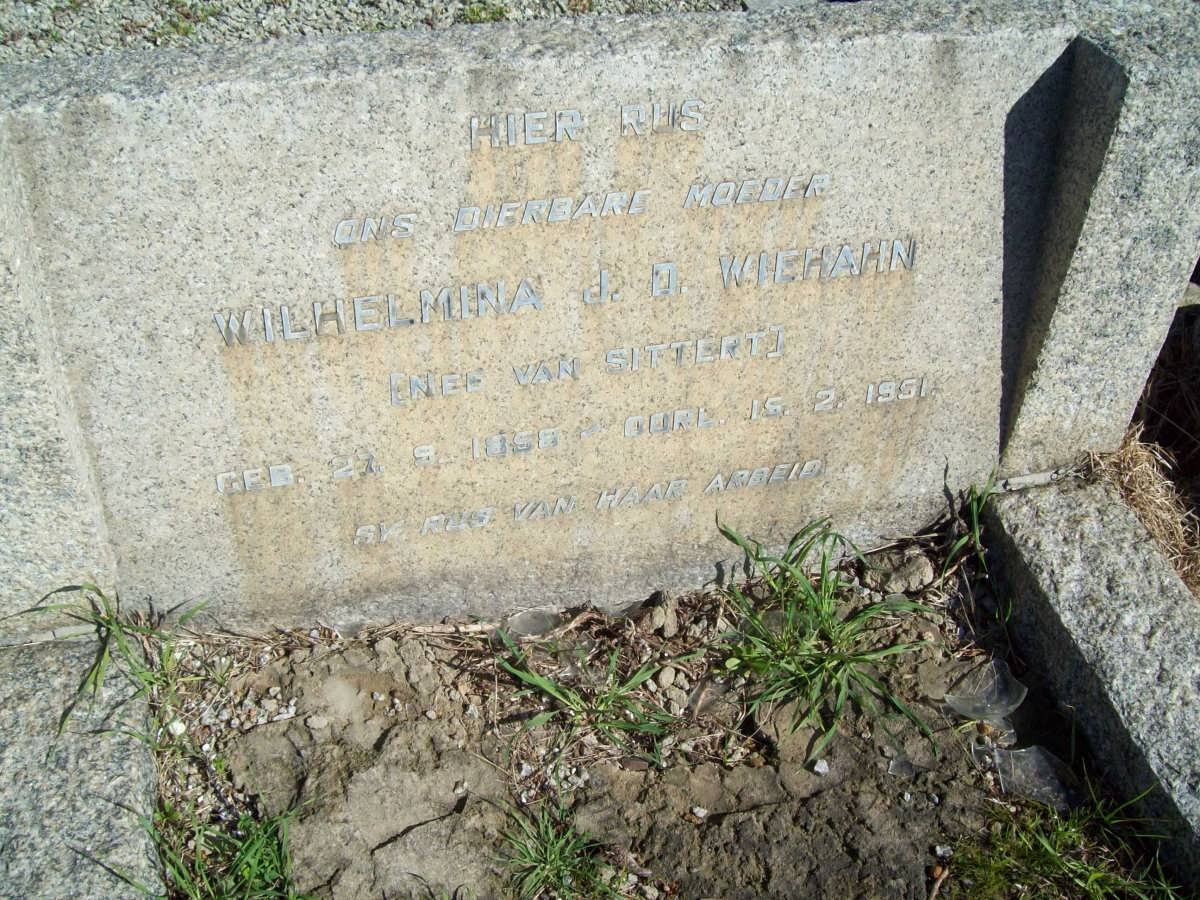 HIER RUS
ONS DIERBARE MOEDER
WILHELMINA J. D. WIEHAHN
[NEE VAN SITTERT]
GEB. 27. 9. 1898 - OORL. 15. 2. 1951.
SY RUS VAN HAAR ARBEID